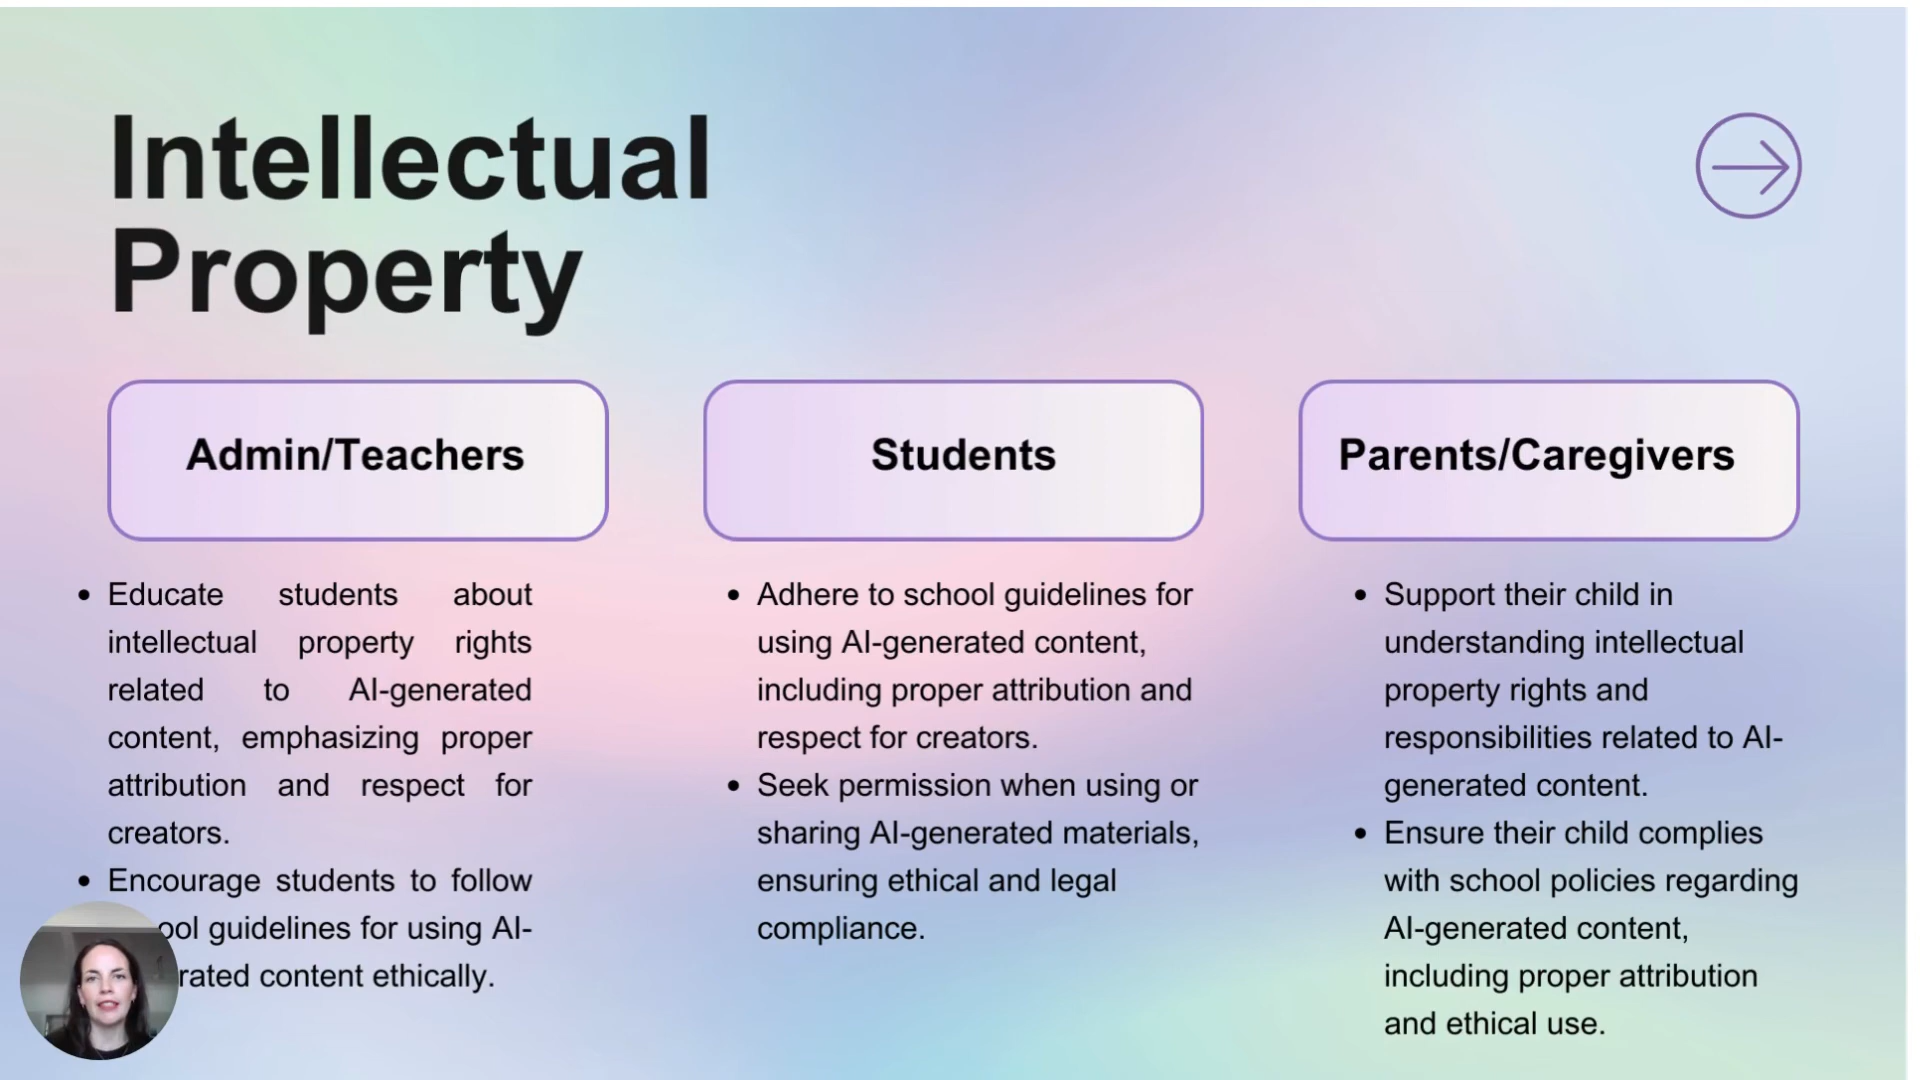 Intellectual
Property
Admin/Teachers
Educate students about
intellectual property rights
related to AI-generated
content, emphasizing proper
attribution and respect for
creators.
Encourage students to follow
ool guidelines for using AI-
rated content ethically.
Students
Adhere to school guidelines for
using AI-generated content,
including proper attribution and
respect for creators.
Seek permission when using or
sharing AI-generated materials,
ensuring ethical and legal
compliance.
Parents/Caregivers
Support their child in
understanding intellectual
property rights and
responsibilities related to AI-
generated content.
Ensure their child complies
with school policies regarding
AI-generated content,
including proper attribution
and ethical use.